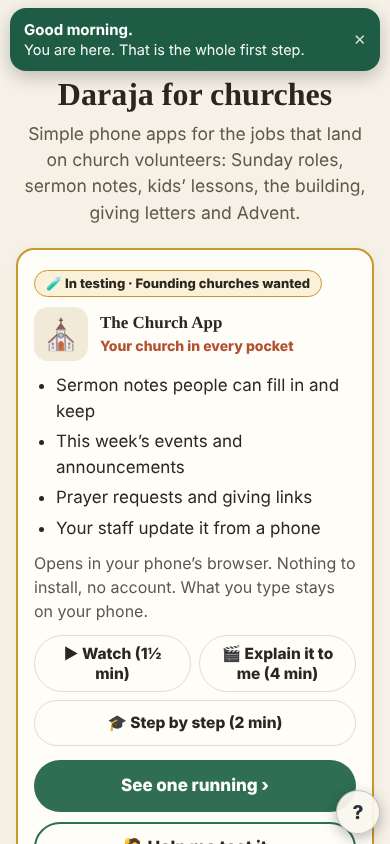 Good morning.
You are here. That is the whole first step.
×
Daraja for churches
Simple phone apps for the jobs that land
on church volunteers: Sunday roles,
sermon notes, kids’ lessons, the building,
giving letters and Advent.
🧪 In testing · Founding churches wanted
The Church App
Your church in every pocket
• Sermon notes people can fill in and
keep
• This week’s events and
announcements
• Prayer requests and giving links
• Your staff update it from a phone
Opens in your phone’s browser. Nothing to
install, no account. What you type stays
on your phone.
▶ Watch (1½
min)
🎬 Explain it to
me (4 min)
🎓 Step by step (2 min)
See one running ›
?